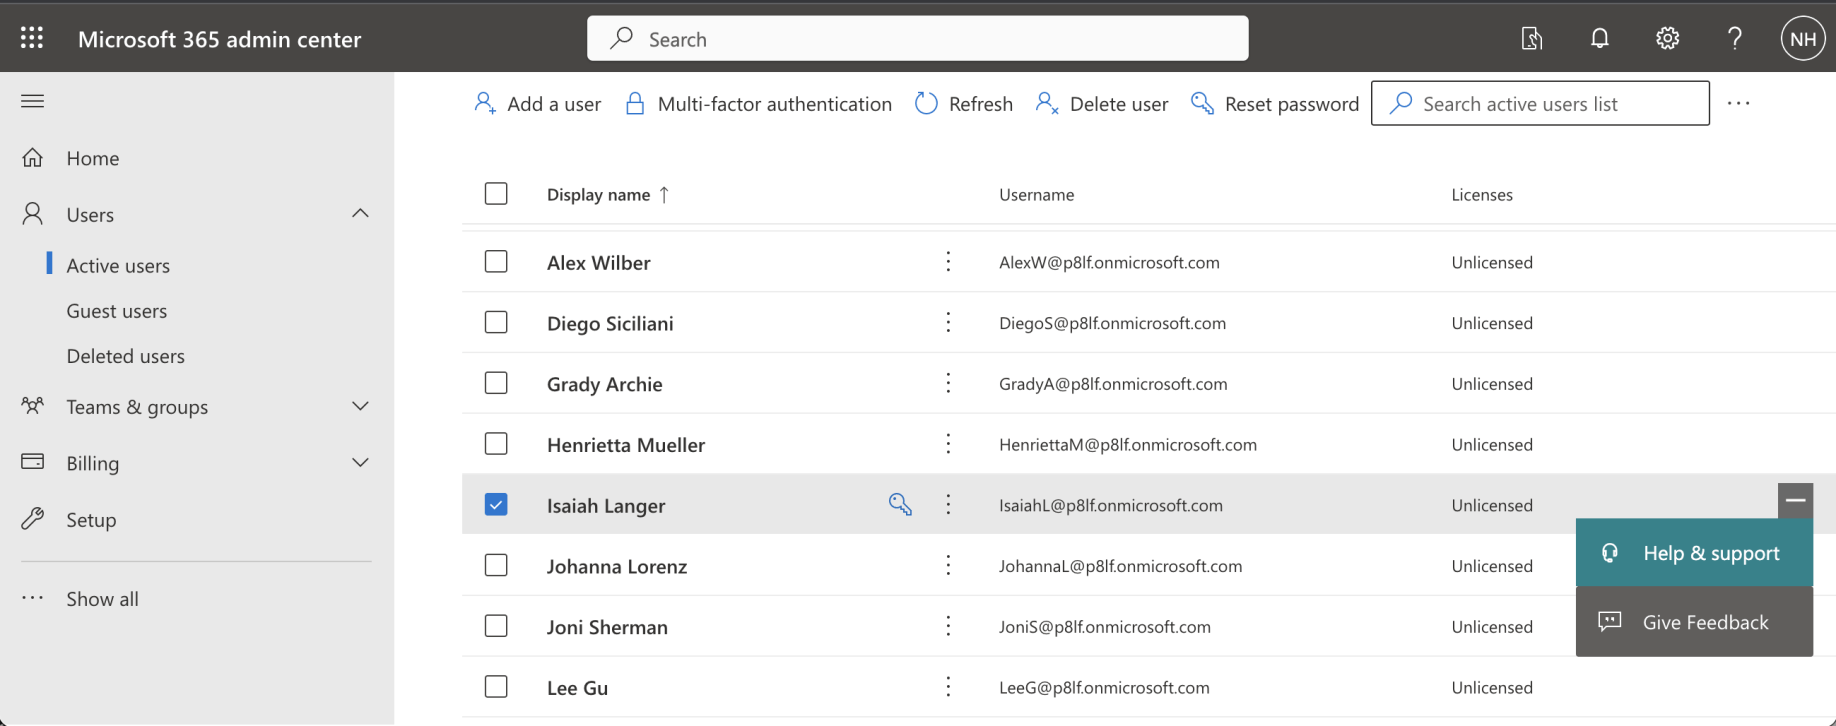 Microsoft 365 admin center
Search
NH
Add a user
Multi-factor authentication
Refresh
Delete user
Reset password
Search active users list
Home
Users
Active users
Guest users
Deleted users
Teams & groups
Billing
Setup
Show all
Display name ↑ Username Licenses
Alex Wilber AlexW@p8lf.onmicrosoft.com Unlicensed
Diego Siciliani DiegoS@p8lf.onmicrosoft.com Unlicensed
Grady Archie GradyA@p8lf.onmicrosoft.com Unlicensed
Henrietta Mueller HenriettaM@p8lf.onmicrosoft.com Unlicensed
Isaiah Langer IsaiahL@p8lf.onmicrosoft.com Unlicensed
Johanna Lorenz JohannaL@p8lf.onmicrosoft.com Unlicensed
Joni Sherman JoniS@p8lf.onmicrosoft.com Unlicensed
Lee Gu LeeG@p8lf.onmicrosoft.com Unlicensed
Help & support
Give Feedback